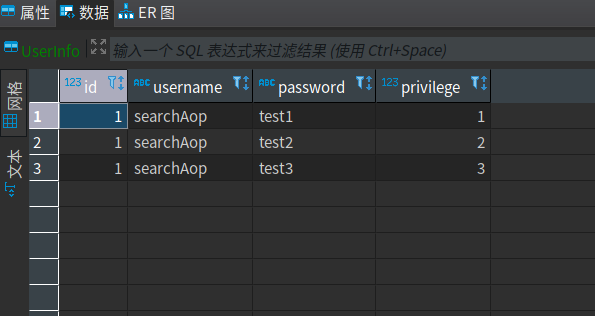 属性 数据 ER 图
UserInfo 输入一个 SQL 表达式来过滤结果 (使用 Ctrl+Space)
网格
文本
123 id ABC username ABC password 123 privilege
1 1 searchAop test1 1
2 1 searchAop test2 2
3 1 searchAop test3 3